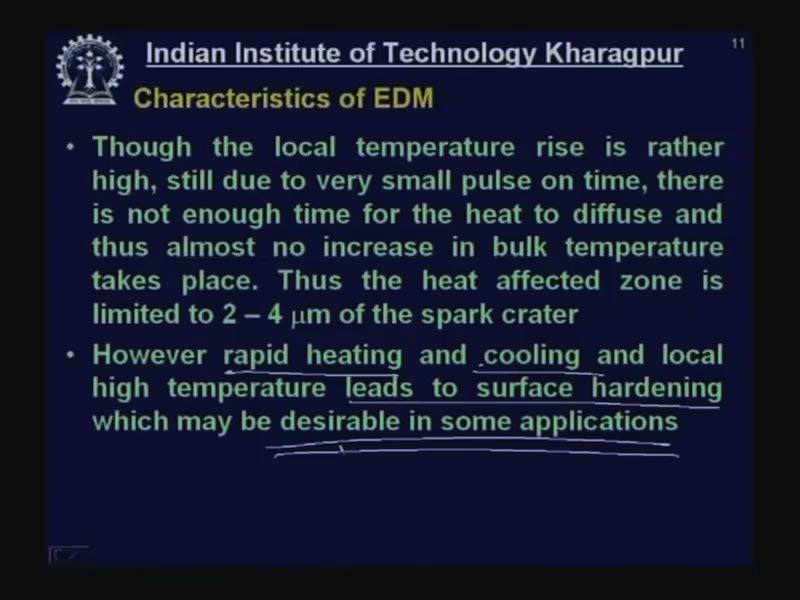 Indian Institute of Technology Kharagpur
11
Characteristics of EDM
• Though the local temperature rise is rather
high, still due to very small pulse on time, there
is not enough time for the heat to diffuse and
thus almost no increase in bulk temperature
takes place. Thus the heat affected zone is
limited to 2 – 4 μm of the spark crater
• However rapid heating and cooling and local
high temperature leads to surface hardening
which may be desirable in some applications